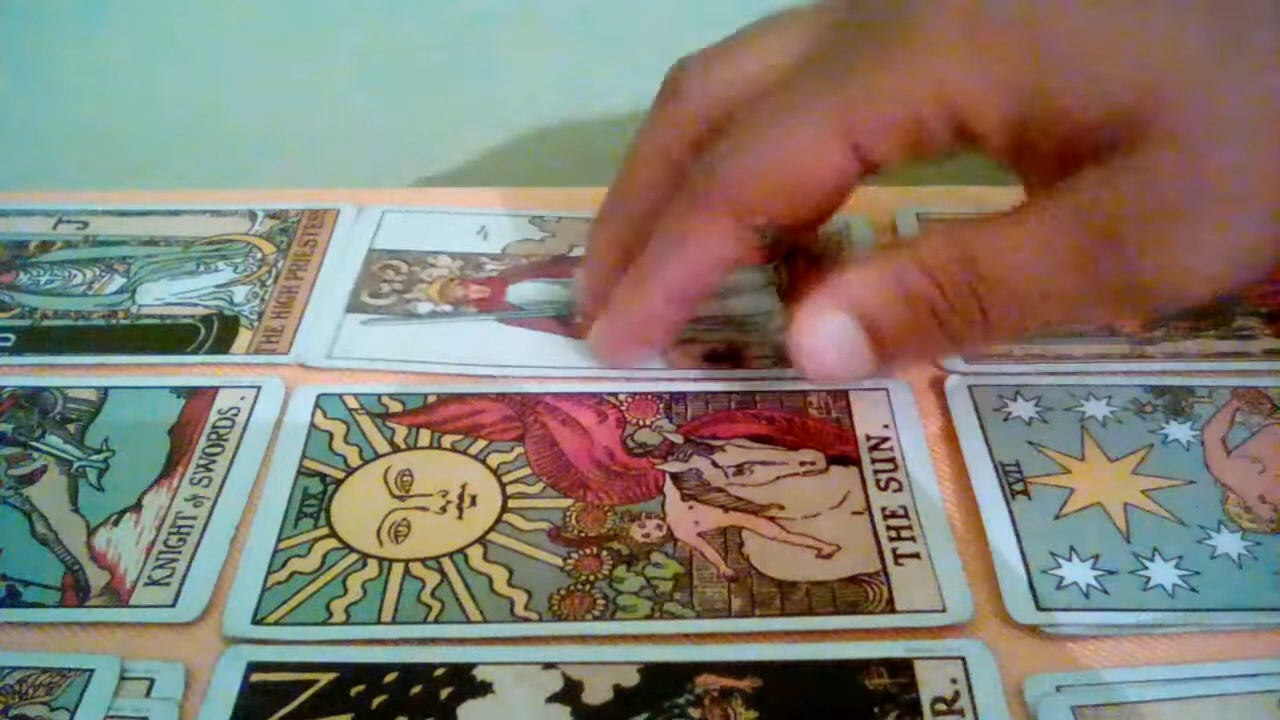 J
THE HIGH PRIESTESS
KNIGHT of SWORDS.
XIX
THE SUN.
XVII
R.